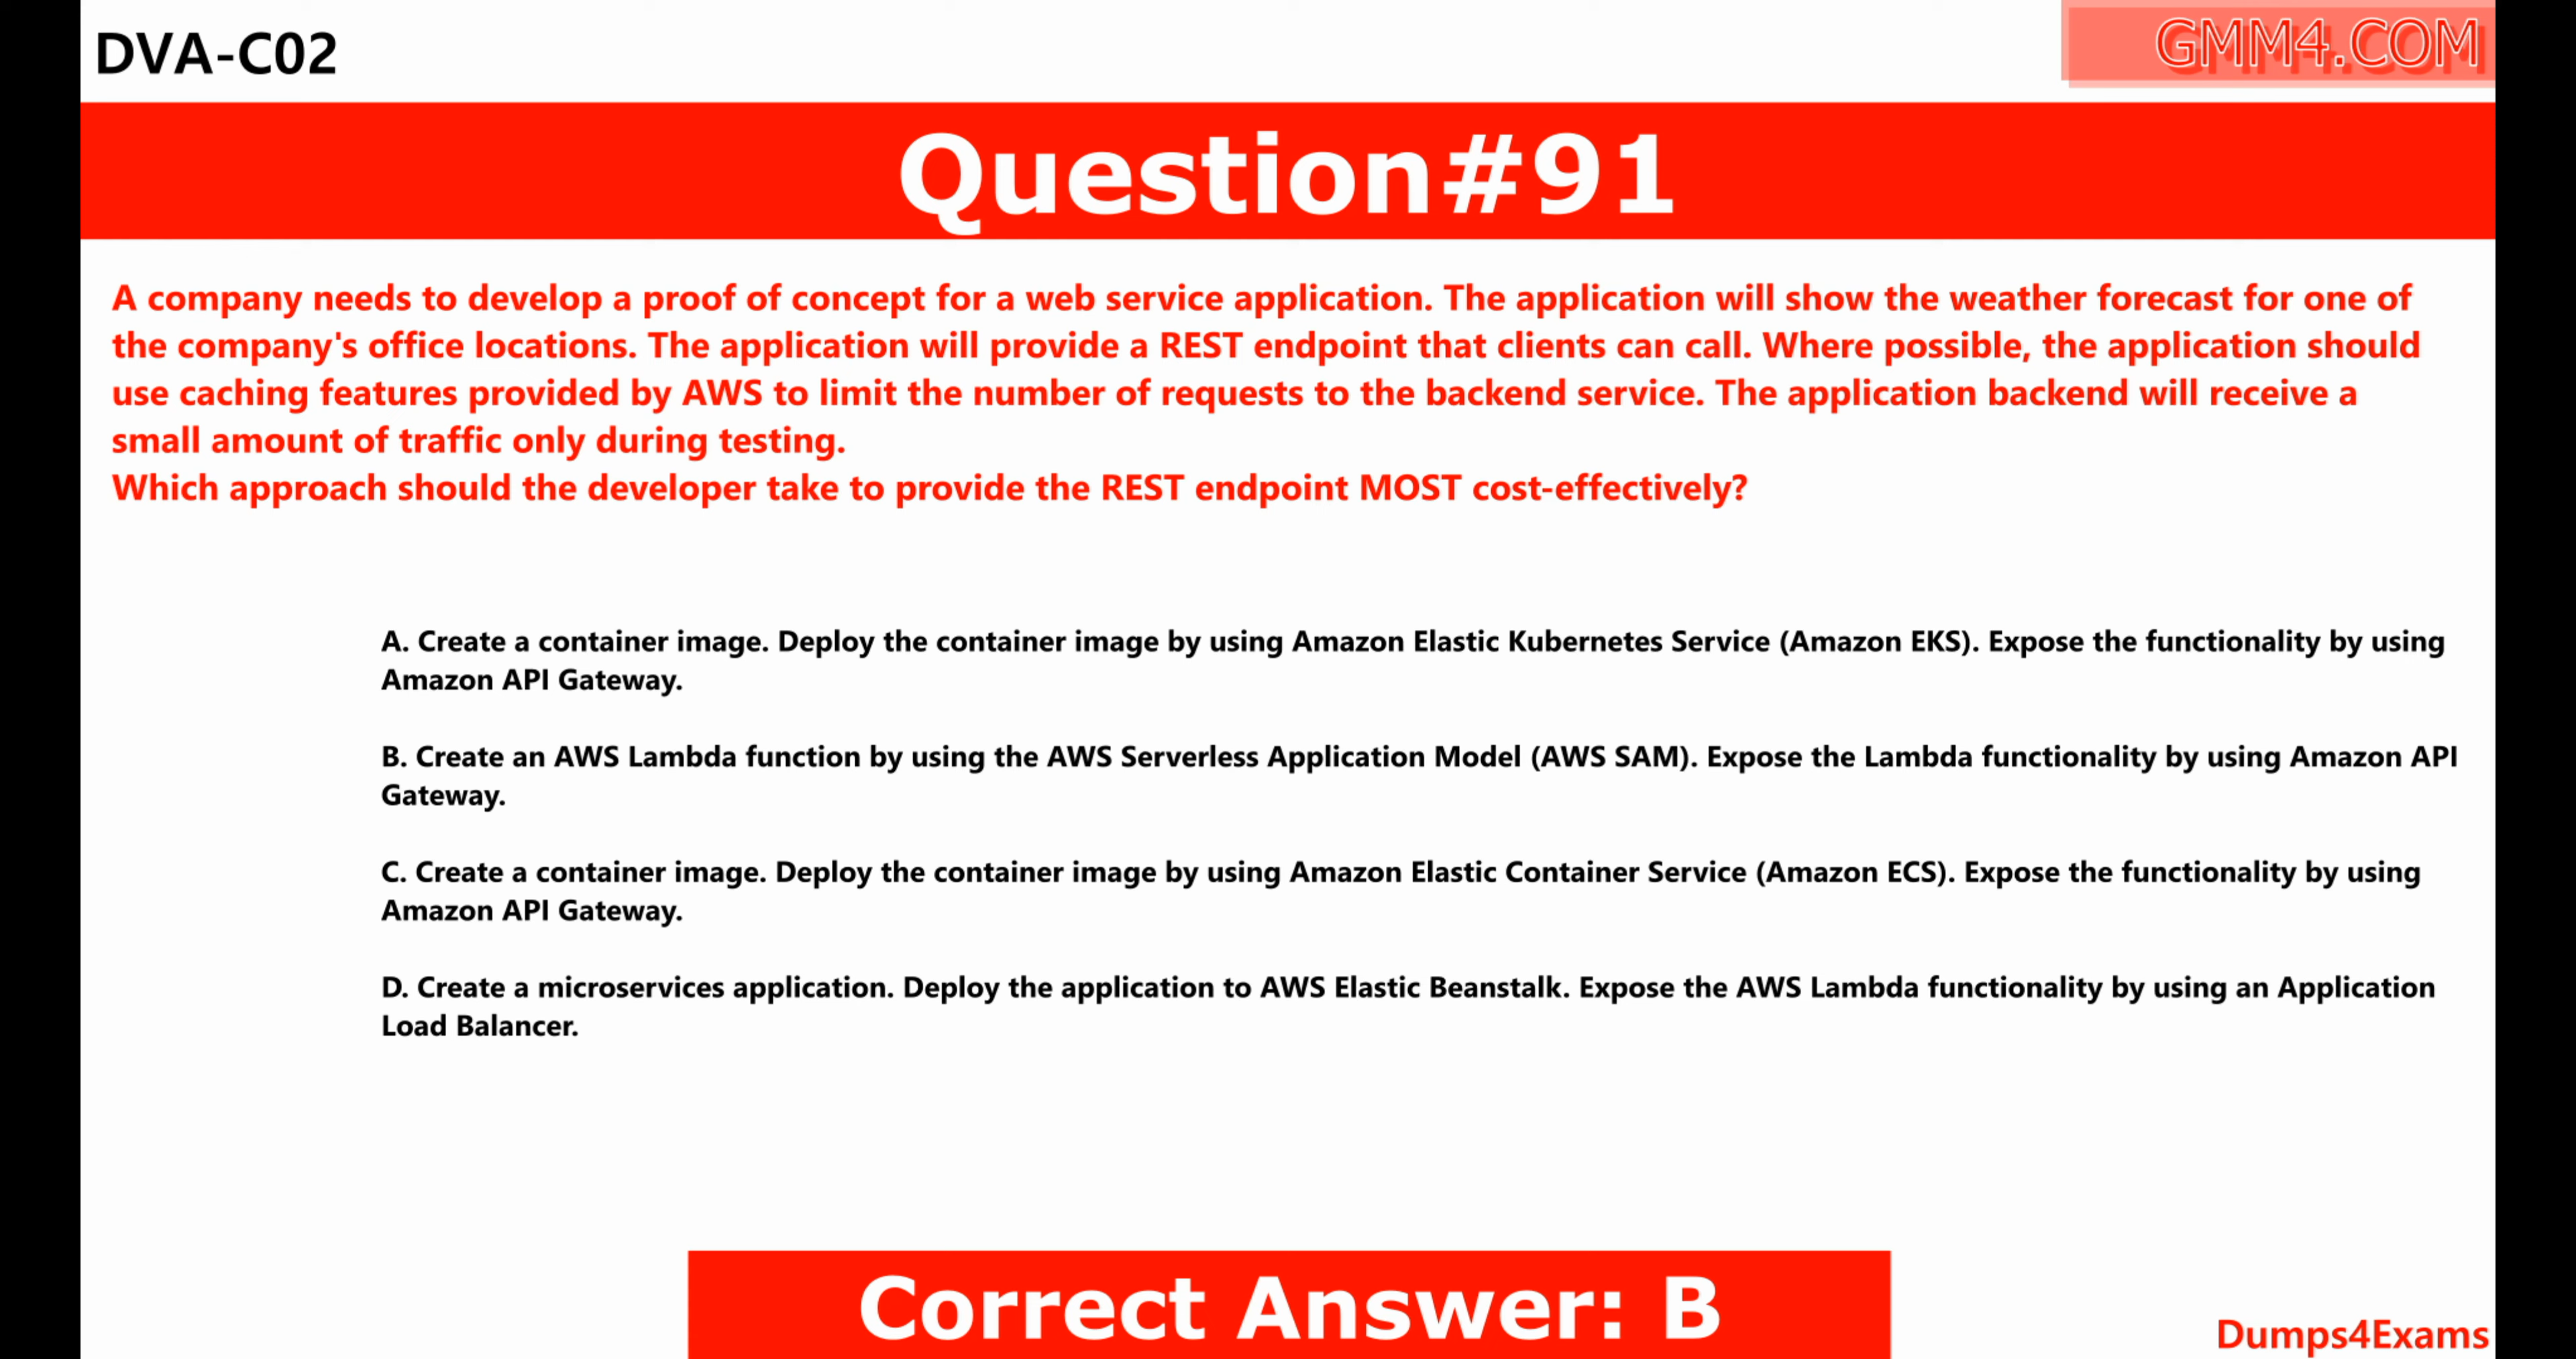 DVA-C02
GMM4.COM
Question#91
A company needs to develop a proof of concept for a web service application. The application will show the weather forecast for one of
the company's office locations. The application will provide a REST endpoint that clients can call. Where possible, the application should
use caching features provided by AWS to limit the number of requests to the backend service. The application backend will receive a
small amount of traffic only during testing.
Which approach should the developer take to provide the REST endpoint MOST cost-effectively?
A. Create a container image. Deploy the container image by using Amazon Elastic Kubernetes Service (Amazon EKS). Expose the functionality by using
Amazon API Gateway.
B. Create an AWS Lambda function by using the AWS Serverless Application Model (AWS SAM). Expose the Lambda functionality by using Amazon API
Gateway.
C. Create a container image. Deploy the container image by using Amazon Elastic Container Service (Amazon ECS). Expose the functionality by using
Amazon API Gateway.
D. Create a microservices application. Deploy the application to AWS Elastic Beanstalk. Expose the AWS Lambda functionality by using an Application
Load Balancer.
Correct Answer: B
Dumps4Exams